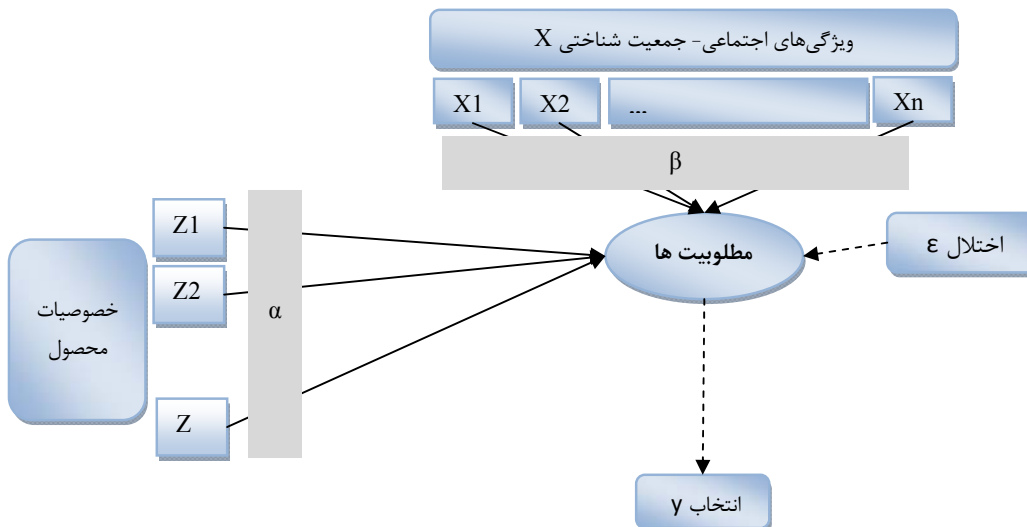 ویژگی‌های اجتماعی- جمعیت شناختی X
X1
X2
...
Xn
β
Z1
Z2
Z
α
خصوصیات
محصول
مطلوبیت ها
اختلال ε
انتخاب y